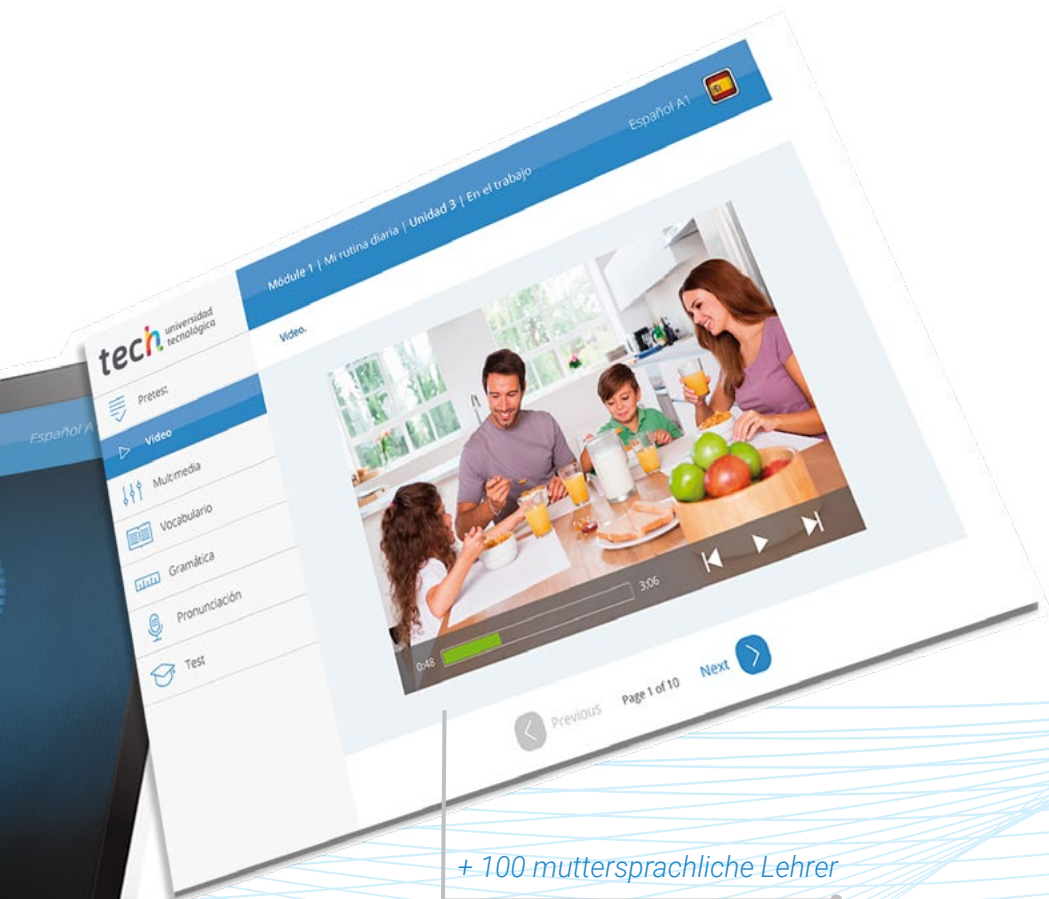 Español A1
Módule 1 | Mi rutina diaria | Unidad 3 | En el trabajo
tech universidad
tecnológica
Video.
Pretest
Video
Multimedia
Vocabulario
Gramática
Pronunciación
Test
0:48
3:06
Previous
Page 1 of 10
Next
Español A
+ 100 muttersprachliche Lehrer